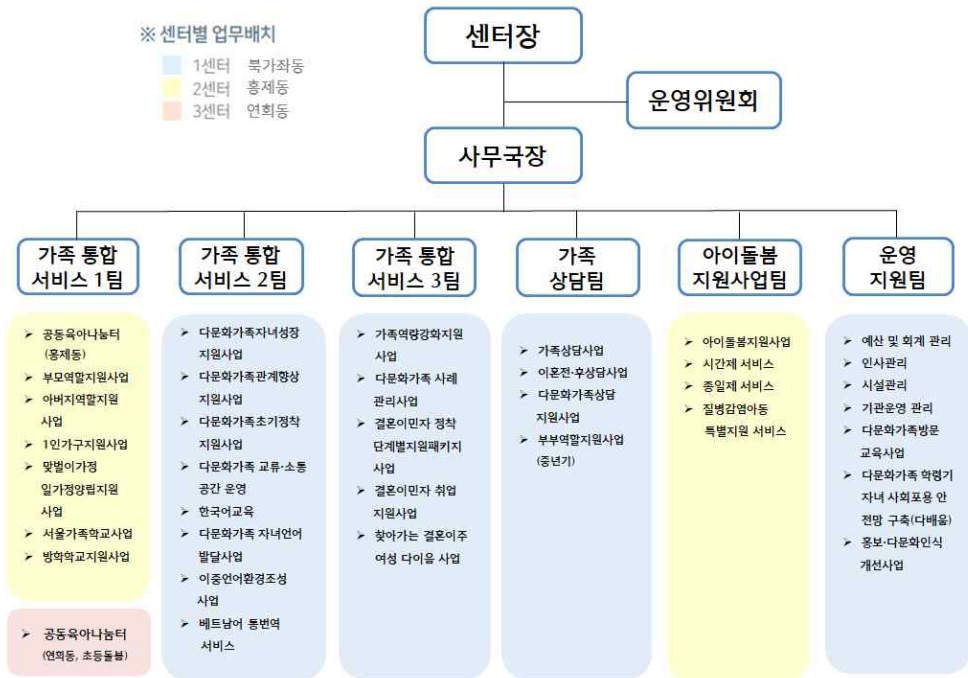 ※ 센터별 업무배치
1센터 북가좌동
2센터 홍제동
3센터 연희동
센터장
운영위원회
사무국장
가족 통합
서비스 1팀
➢ 공동육아나눔터
(홍제동)
➢ 부모역할지원사업
➢ 아버지역할지원
사업
➢ 1인가구지원사업
➢ 맞벌이가정
일가정양립지원
사업
➢ 서울가족학교사업
➢ 방학학교지원사업
➢ 공동육아나눔터
(연희동, 초등돌봄)
가족 통합
서비스 2팀
➢ 다문화가족자녀성장
지원사업
➢ 다문화가족관계향상
지원사업
➢ 다문화가족초기정착
지원사업
➢ 다문화가족 교류·소통
공간 운영
➢ 한국어교육
➢ 다문화가족 자녀언어
발달사업
➢ 이중언어환경조성
사업
➢ 베트남어 통번역
서비스
가족 통합
서비스 3팀
➢ 가족역량강화지원
사업
➢ 다문화가족 사례
관리사업
➢ 결혼이민자 정착
단계별지원패키지
사업
➢ 결혼이민자 취업
지원사업
➢ 찾아가는 결혼이주
여성 다이음 사업
가족
상담팀
➢ 가족상담사업
➢ 이혼전·후상담사업
➢ 다문화가족상담
지원사업
➢ 부부역할지원사업
(중년기)
아이돌봄
지원사업팀
➢ 아이돌봄지원사업
➢ 시간제 서비스
➢ 종일제 서비스
➢ 질병감염아동
특별지원 서비스
운영
지원팀
➢ 예산 및 회계 관리
➢ 인사관리
➢ 시설관리
➢ 기관운영 관리
➢ 다문화가족방문
교육사업
➢ 다문화가족 학령기
자녀 사회포용 안
전망 구축(다배움)
➢ 홍보·다문화인식
개선사업